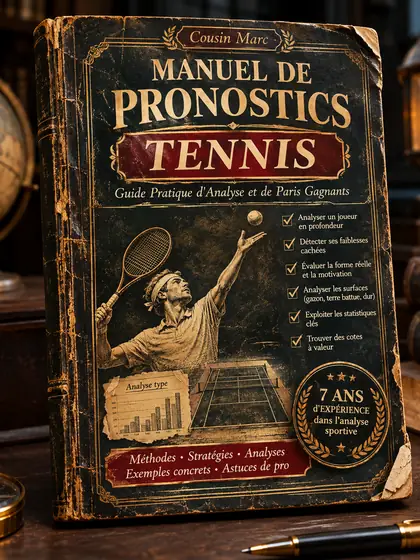 Cousin Marc
MANUEL DE
PRONOSTICS
TENNIS
Guide Pratique d'Analyse et de Paris Gagnants
Analyser un joueur
en profondeur
Détecter ses faiblesses
cachées
Évaluer la forme réelle
et la motivation
Analyser les surfaces
(gazon, terre battue, dur)
Exploiter les statistiques
clés
Trouver des cotes
à valeur
Analyse type
7 ANS
D'EXPÉRIENCE
dans l'analyse
sportive
Méthodes • Stratégies • Analyses
Exemples concrets • Astuces de pro